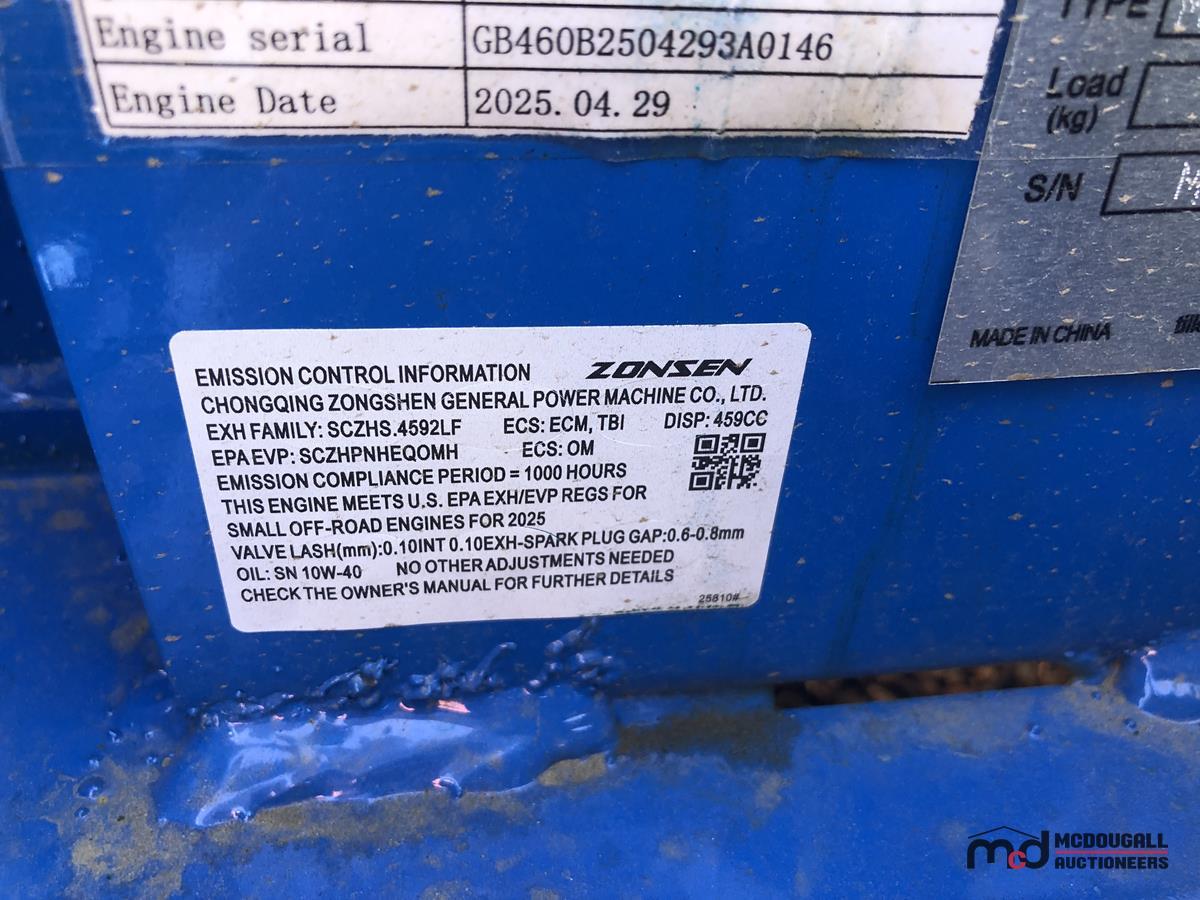 Engine serial GB460B2504293A0146
Engine Date 2025.04.29
TYPE
Load
(kg)
S/N M
MADE IN CHINA
EMISSION CONTROL INFORMATION ZONSEN
CHONGQING ZONGSHEN GENERAL POWER MACHINE CO., LTD.
EXH FAMILY: SCZHS.4592LF ECS: ECM, TBI DISP: 459CC
EPA EVP: SCZHPNHEQOMH ECS: OM
EMISSION COMPLIANCE PERIOD = 1000 HOURS
THIS ENGINE MEETS U.S. EPA EXH/EVP REGS FOR
SMALL OFF-ROAD ENGINES FOR 2025
VALVE LASH(mm):0.10INT 0.10EXH-SPARK PLUG GAP:0.6-0.8mm
OIL: SN 10W-40 NO OTHER ADJUSTMENTS NEEDED
CHECK THE OWNER'S MANUAL FOR FURTHER DETAILS
25810#
mcd MCDOUGALL
AUCTIONEERS